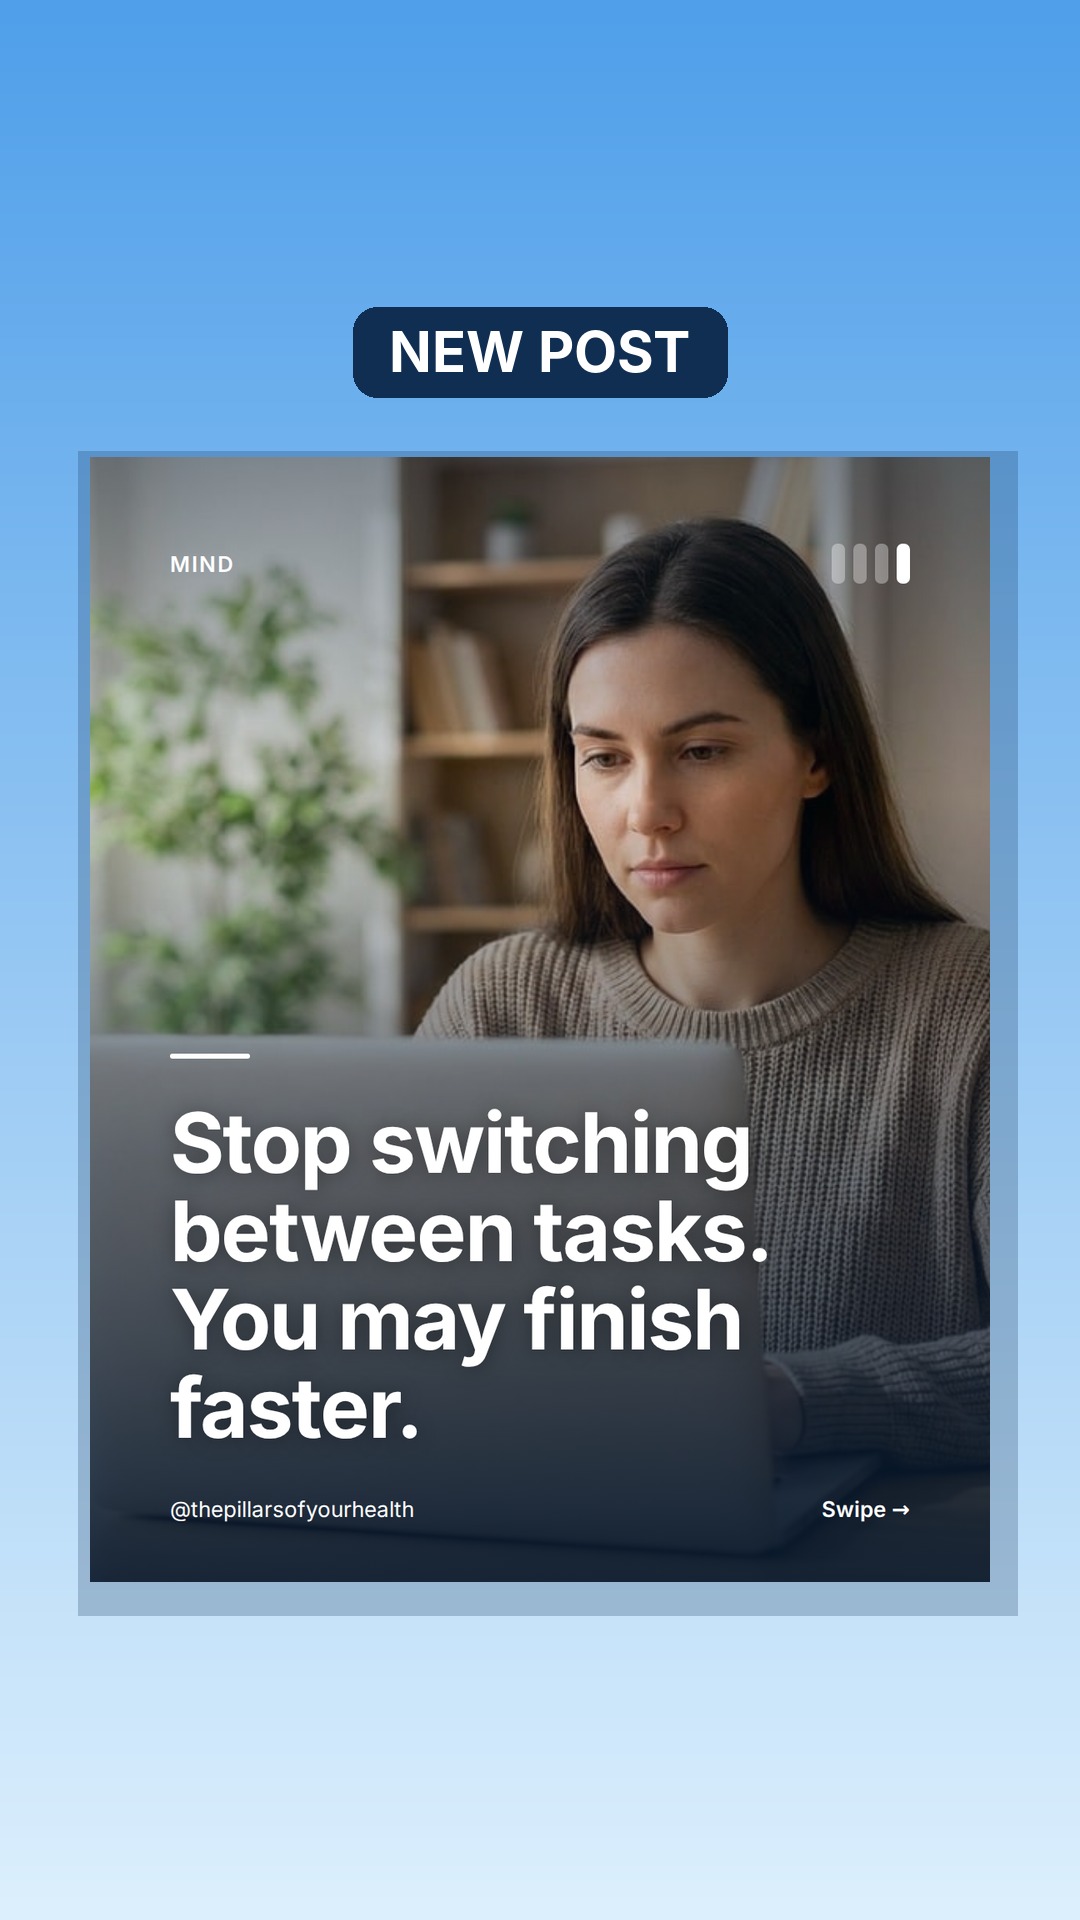 NEW POST
MIND
Stop switching
between tasks.
You may finish
faster.
@thepillarsofyourhealth
Swipe →